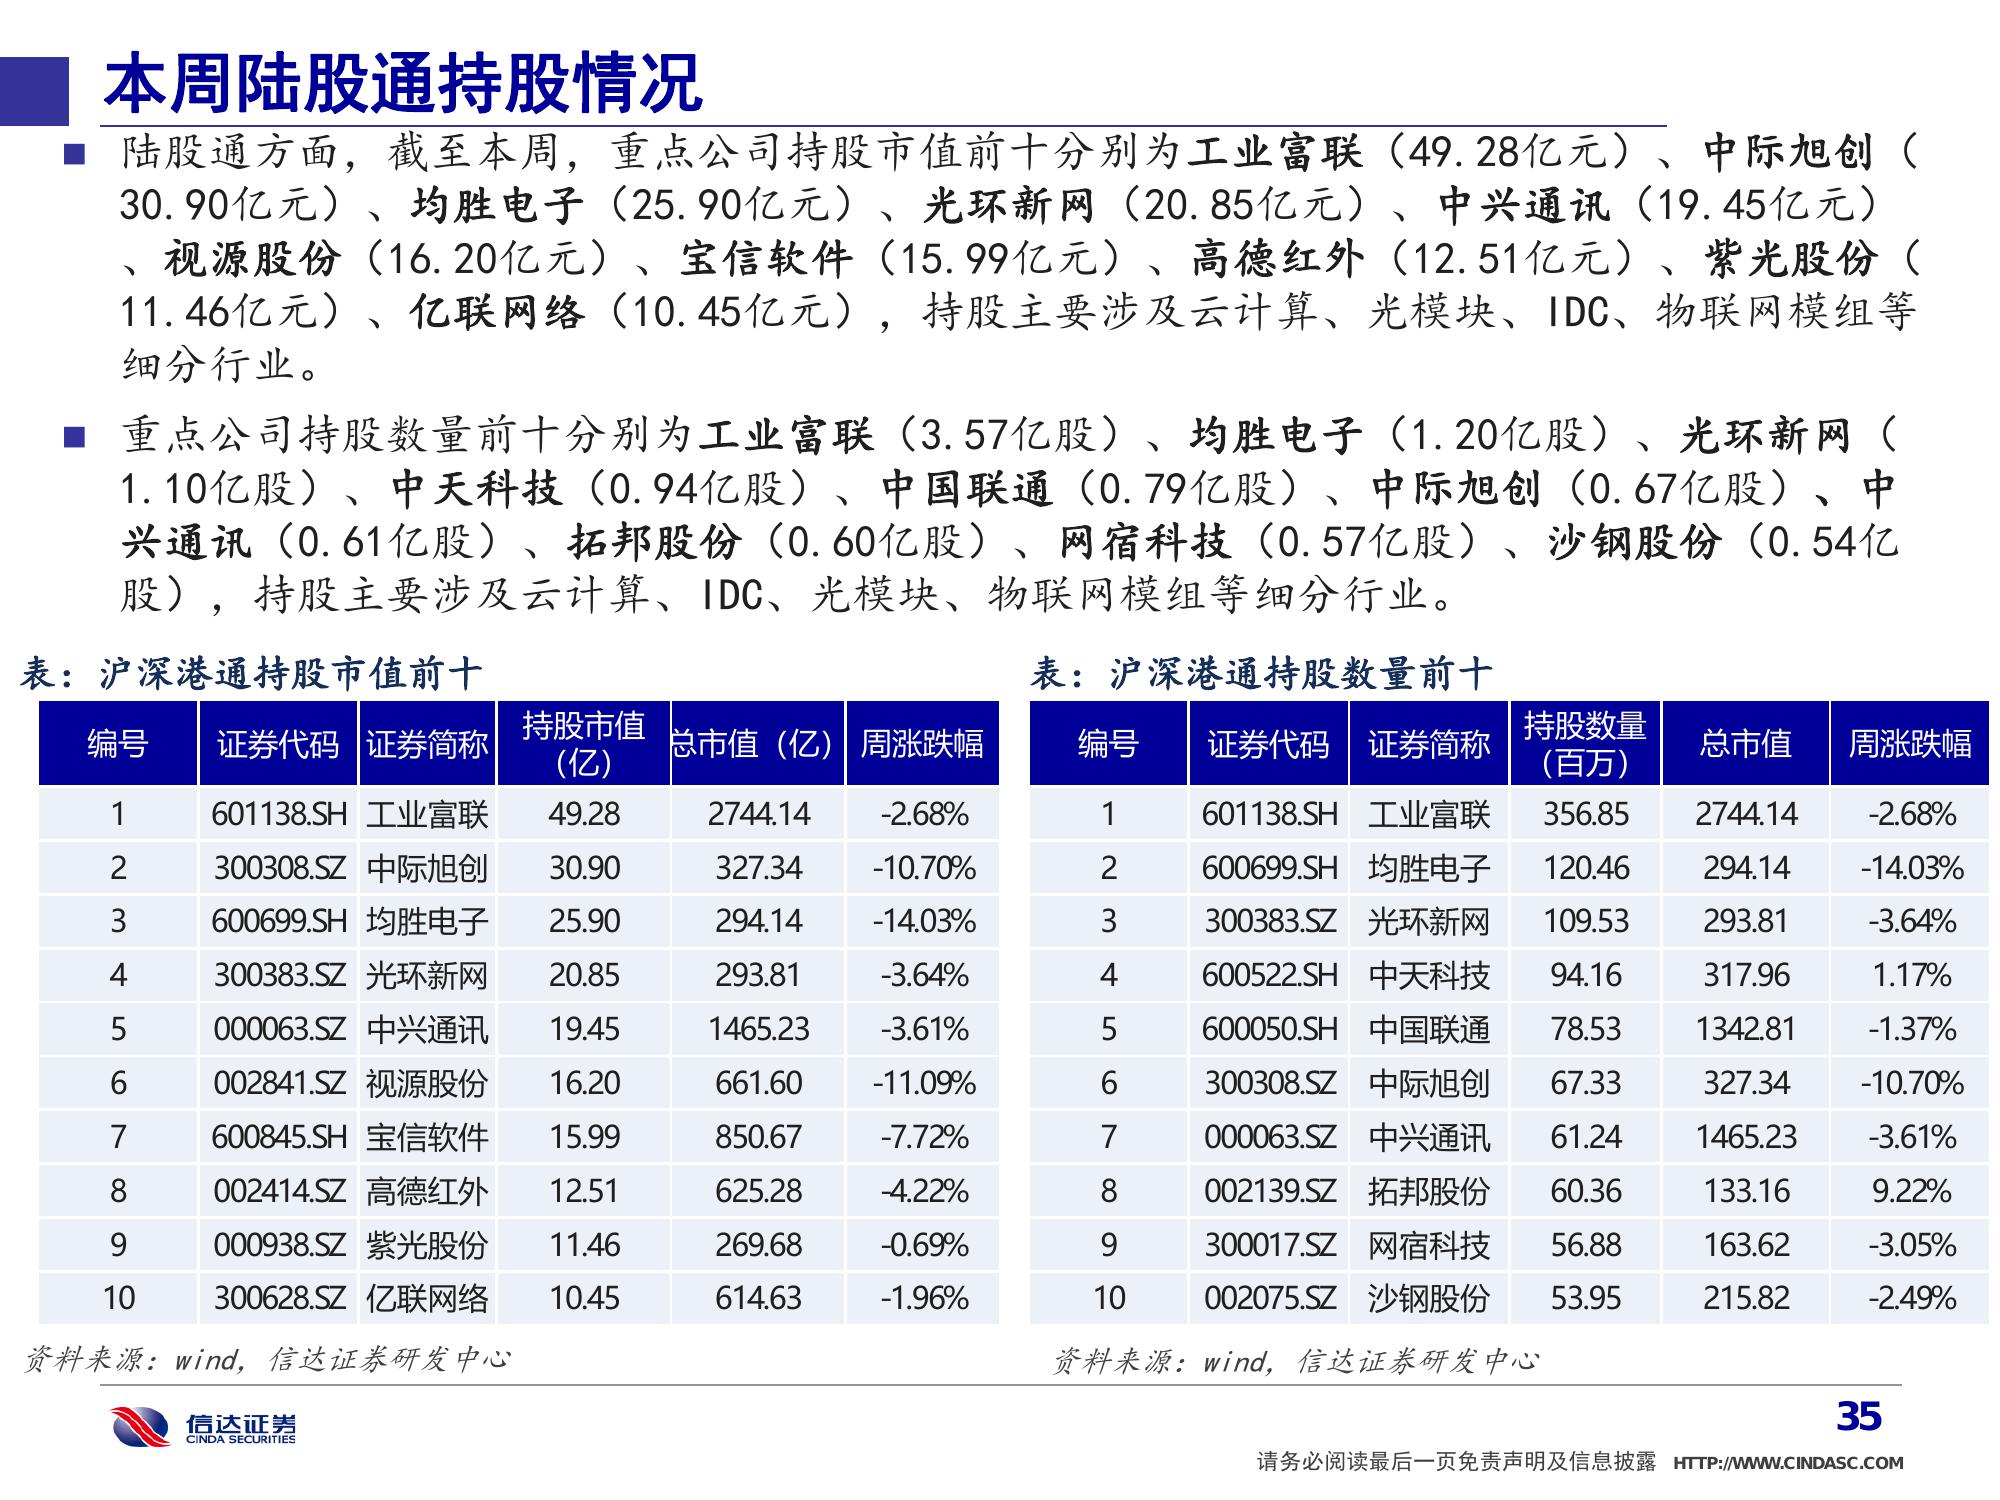 本周陆股通持股情况
陆股通方面，截至本周，重点公司持股市值前十分别为工业富联（49.28亿元）、中际旭创（
30.90亿元）、均胜电子（25.90亿元）、光环新网（20.85亿元）、中兴通讯（19.45亿元）
、视源股份（16.20亿元）、宝信软件（15.99亿元）、高德红外（12.51亿元）、紫光股份（
11.46亿元）、亿联网络（10.45亿元），持股主要涉及云计算、光模块、IDC、物联网模组等
细分行业。
重点公司持股数量前十分别为工业富联（3.57亿股）、均胜电子（1.20亿股）、光环新网（
1.10亿股）、中天科技（0.94亿股）、中国联通（0.79亿股）、中际旭创（0.67亿股）、中
兴通讯（0.61亿股）、拓邦股份（0.60亿股）、网宿科技（0.57亿股）、沙钢股份（0.54亿
股），持股主要涉及云计算、IDC、光模块、物联网模组等细分行业。
表：沪深港通持股市值前十
编号 证券代码 证券简称 持股市值（亿） 总市值（亿） 周涨跌幅
1 601138.SH 工业富联 49.28 2744.14 -2.68%
2 300308.SZ 中际旭创 30.90 327.34 -10.70%
3 600699.SH 均胜电子 25.90 294.14 -14.03%
4 300383.SZ 光环新网 20.85 293.81 -3.64%
5 000063.SZ 中兴通讯 19.45 1465.23 -3.61%
6 002841.SZ 视源股份 16.20 661.60 -11.09%
7 600845.SH 宝信软件 15.99 850.67 -7.72%
8 002414.SZ 高德红外 12.51 625.28 -4.22%
9 000938.SZ 紫光股份 11.46 269.68 -0.69%
10 300628.SZ 亿联网络 10.45 614.63 -1.96%
资料来源：wind，信达证券研发中心
表：沪深港通持股数量前十
编号 证券代码 证券简称 持股数量（百万） 总市值 周涨跌幅
1 601138.SH 工业富联 356.85 2744.14 -2.68%
2 600699.SH 均胜电子 120.46 294.14 -14.03%
3 300383.SZ 光环新网 109.53 293.81 -3.64%
4 600522.SH 中天科技 94.16 317.96 1.17%
5 600050.SH 中国联通 78.53 1342.81 -1.37%
6 300308.SZ 中际旭创 67.33 327.34 -10.70%
7 000063.SZ 中兴通讯 61.24 1465.23 -3.61%
8 002139.SZ 拓邦股份 60.36 133.16 9.22%
9 300017.SZ 网宿科技 56.88 163.62 -3.05%
10 002075.SZ 沙钢股份 53.95 215.82 -2.49%
资料来源：wind，信达证券研发中心
信达证券
CINDA SECURITIES
35
请务必阅读最后一页免责声明及信息披露 HTTP://WWW.CINDASC.COM